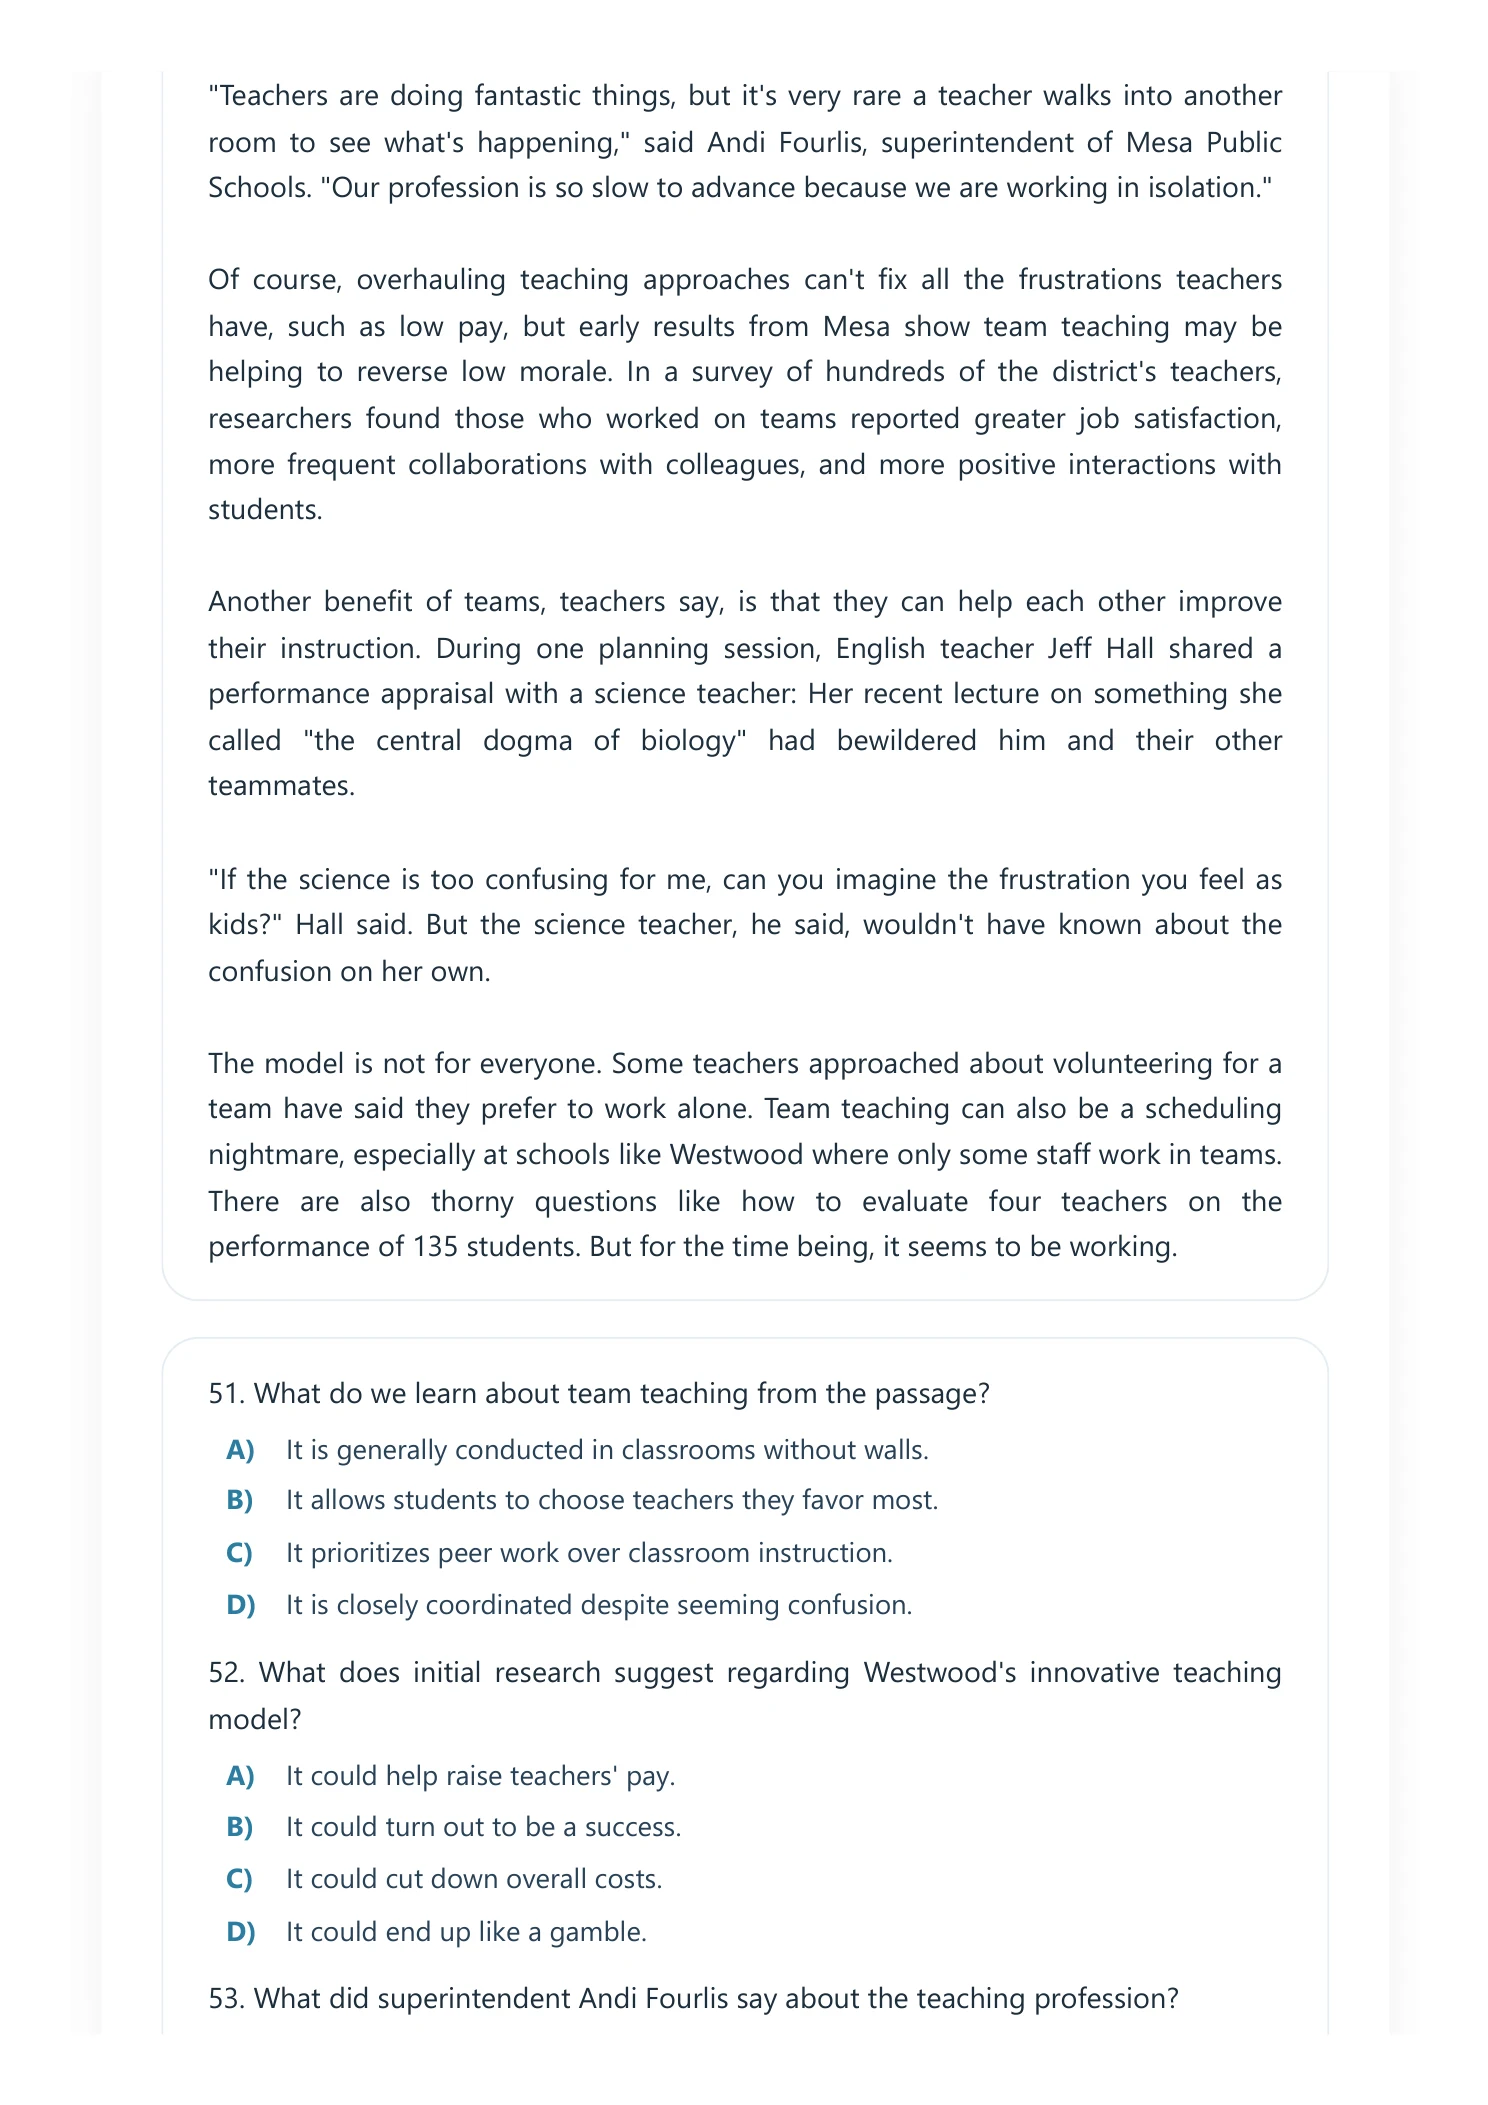 "Teachers are doing fantastic things, but it's very rare a teacher walks into another
room to see what's happening," said Andi Fourlis, superintendent of Mesa Public
Schools. "Our profession is so slow to advance because we are working in isolation."
Of course, overhauling teaching approaches can't fix all the frustrations teachers
have, such as low pay, but early results from Mesa show team teaching may be
helping to reverse low morale. In a survey of hundreds of the district's teachers,
researchers found those who worked on teams reported greater job satisfaction,
more frequent collaborations with colleagues, and more positive interactions with
students.
Another benefit of teams, teachers say, is that they can help each other improve
their instruction. During one planning session, English teacher Jeff Hall shared a
performance appraisal with a science teacher: Her recent lecture on something she
called "the central dogma of biology" had bewildered him and their other
teammates.
"If the science is too confusing for me, can you imagine the frustration you feel as
kids?" Hall said. But the science teacher, he said, wouldn't have known about the
confusion on her own.
The model is not for everyone. Some teachers approached about volunteering for a
team have said they prefer to work alone. Team teaching can also be a scheduling
nightmare, especially at schools like Westwood where only some staff work in teams.
There are also thorny questions like how to evaluate four teachers on the
performance of 135 students. But for the time being, it seems to be working.
51. What do we learn about team teaching from the passage?
A) It is generally conducted in classrooms without walls.
B) It allows students to choose teachers they favor most.
C) It prioritizes peer work over classroom instruction.
D) It is closely coordinated despite seeming confusion.
52. What does initial research suggest regarding Westwood's innovative teaching
model?
A) It could help raise teachers' pay.
B) It could turn out to be a success.
C) It could cut down overall costs.
D) It could end up like a gamble.
53. What did superintendent Andi Fourlis say about the teaching profession?